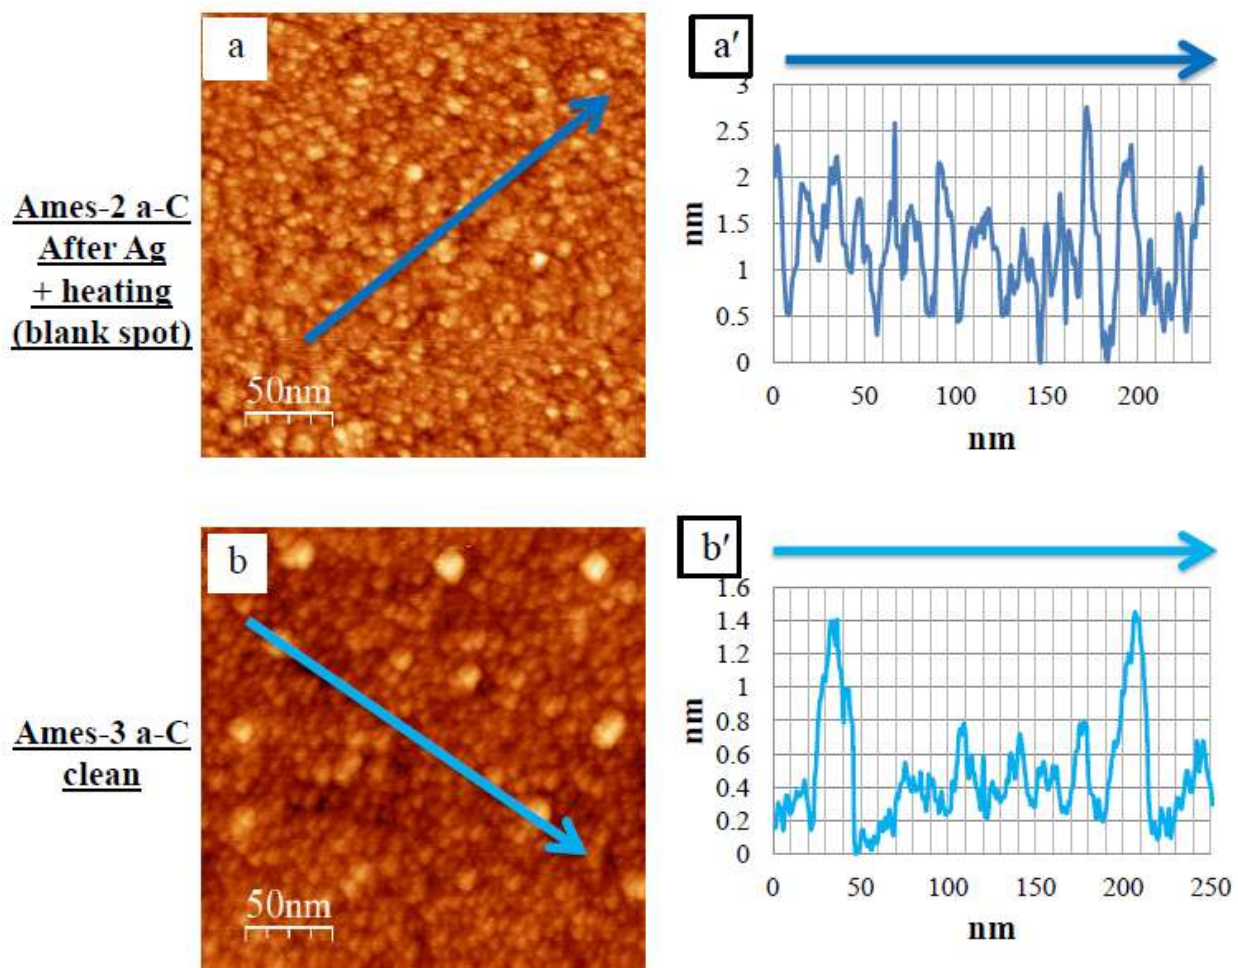 a
a′
Ames-2 a-C
After Ag
+ heating
(blank spot)
50nm
3
2.5
2
1.5
1
0.5
0
nm
0 50 100 150 200
nm
b
b′
Ames-3 a-C
clean
50nm
1.6
1.4
1.2
1
0.8
0.6
0.4
0.2
0
nm
0 50 100 150 200 250
nm